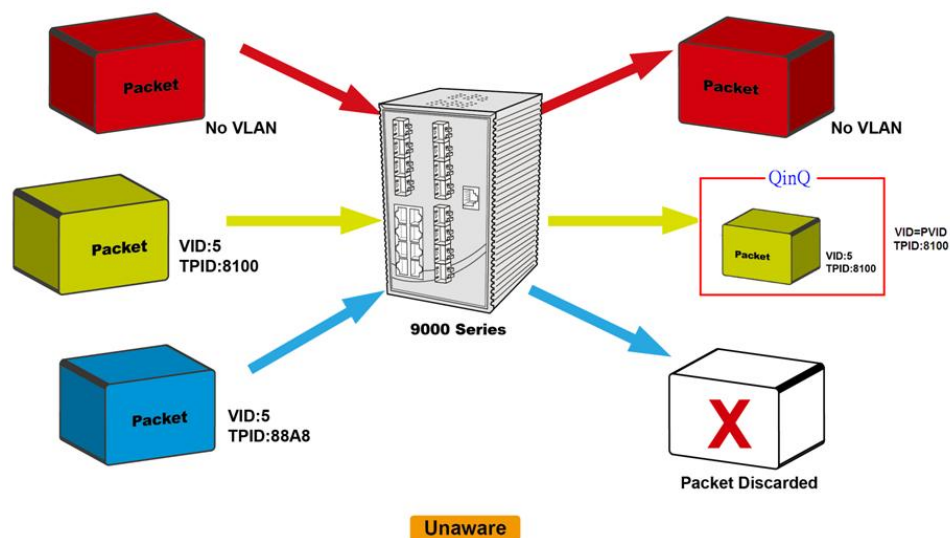 Packet
No VLAN
Packet
No VLAN
Packet
VID:5
TPID:8100
QinQ
Packet
VID:5
TPID:8100
VID=PVID
TPID:8100
9000 Series
Packet
VID:5
TPID:88A8
X
Packet Discarded
Unaware